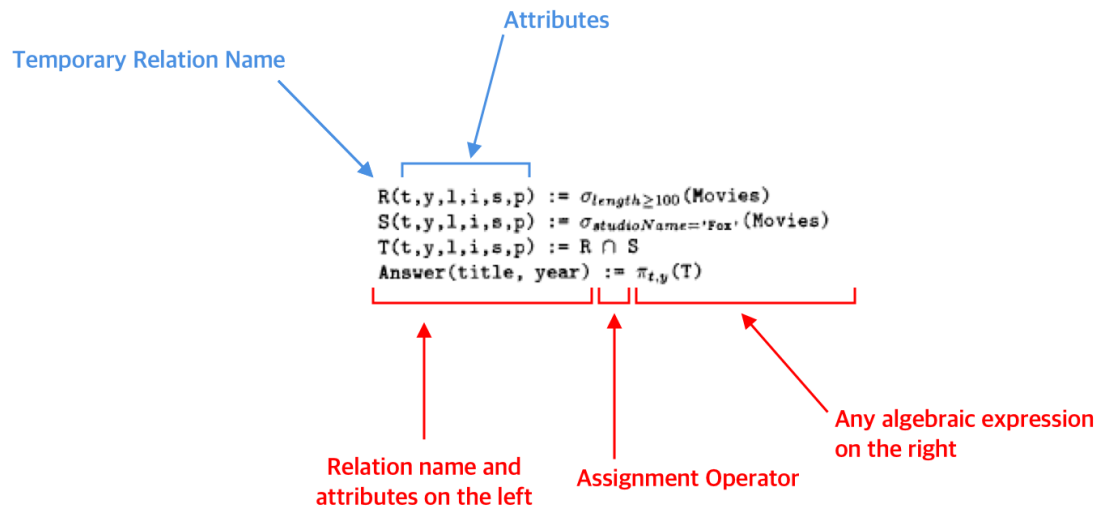 Attributes
Temporary Relation Name
R(t,y,l,i,s,p) := σlength≥100(Movies)
S(t,y,l,i,s,p) := σstudioName='Fox'(Movies)
T(t,y,l,i,s,p) := R ∩ S
Answer(title, year) := πt,y(T)
Relation name and
attributes on the left
Assignment Operator
Any algebraic expression
on the right